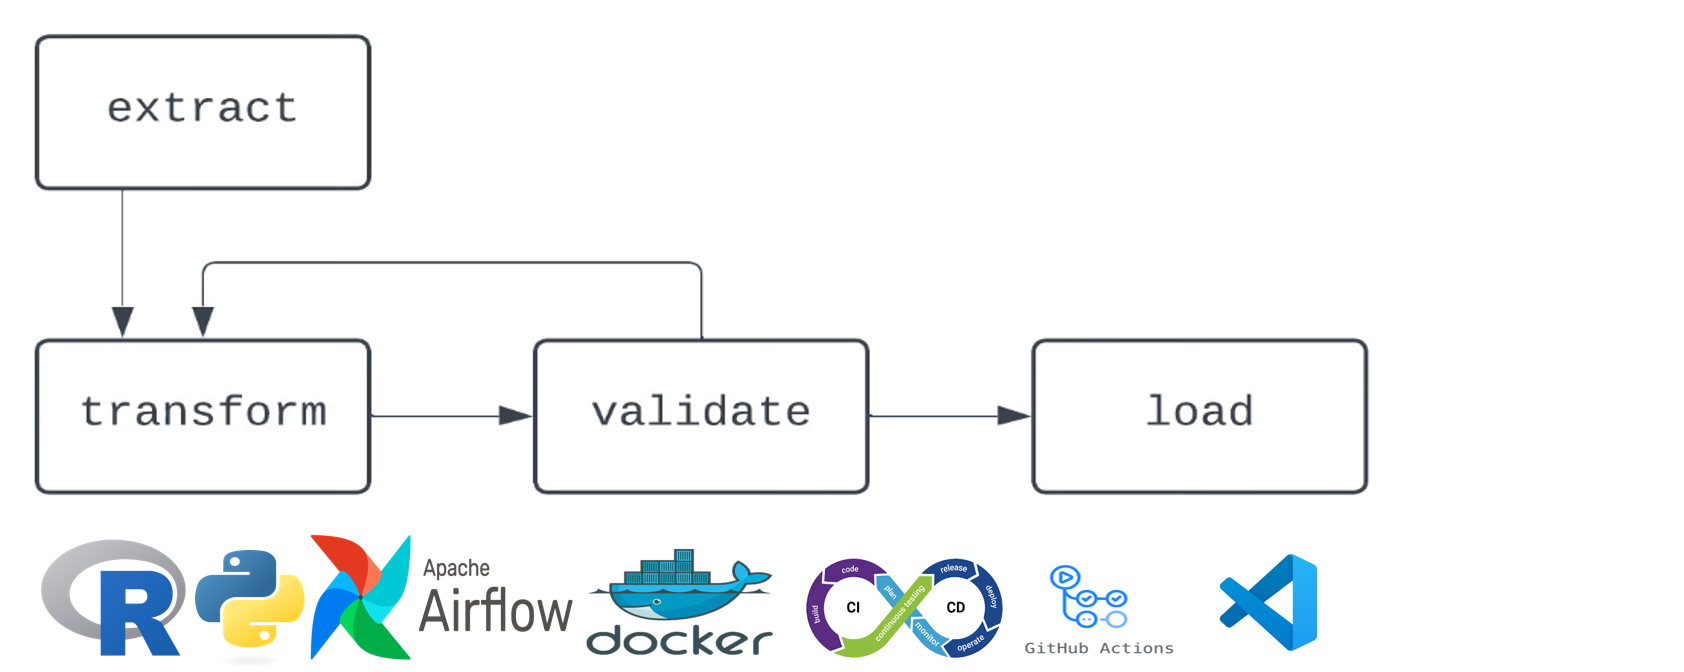 extract
transform
validate
load
R
Apache
Airflow
docker
code
build
CI
plan
continuous testing
monitor
CD
release
deploy
operate
GitHub Actions